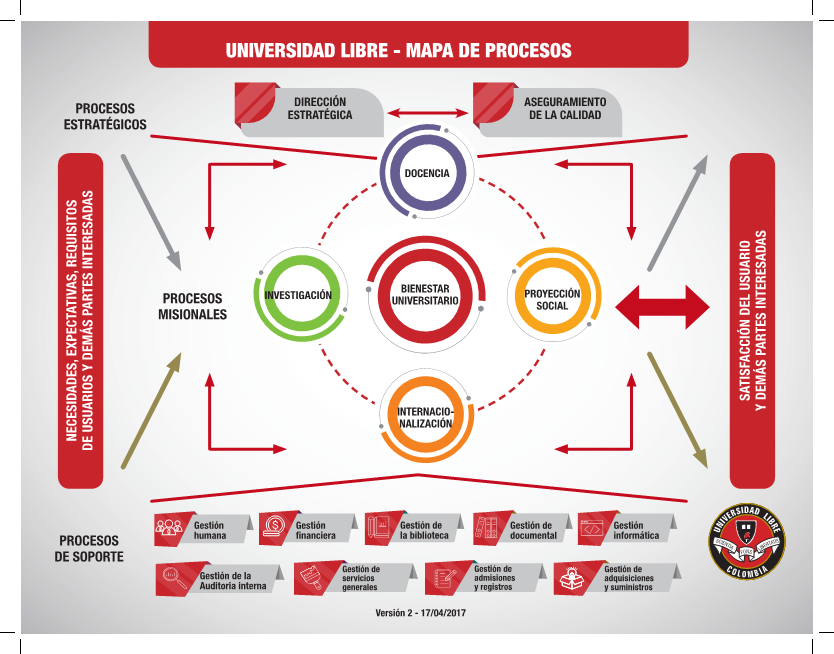 UNIVERSIDAD LIBRE - MAPA DE PROCESOS
PROCESOS
ESTRATÉGICOS
DIRECCIÓN
ESTRATÉGICA
ASEGURAMIENTO
DE LA CALIDAD
NECESIDADES, EXPECTATIVAS, REQUISITOS
DE USUARIOS Y DEMÁS PARTES INTERESADAS
DOCENCIA
PROCESOS
MISIONALES
INVESTIGACIÓN
BIENESTAR
UNIVERSITARIO
PROYECCIÓN
SOCIAL
INTERNACIO-
NALIZACIÓN
SATISFACCIÓN DEL USUARIO
Y DEMÁS PARTES INTERESADAS
PROCESOS
DE SOPORTE
Gestión
humana
Gestión
financiera
Gestión de
la biblioteca
Gestión de
documental
Gestión
informática
Gestión de la
Auditoria interna
Gestión de
servicios
generales
Gestión de
admisiones
y registros
Gestión de
adquisiciones
y suministros
UNIVERSIDAD LIBRE
COLOMBIA
Versión 2 - 17/04/2017